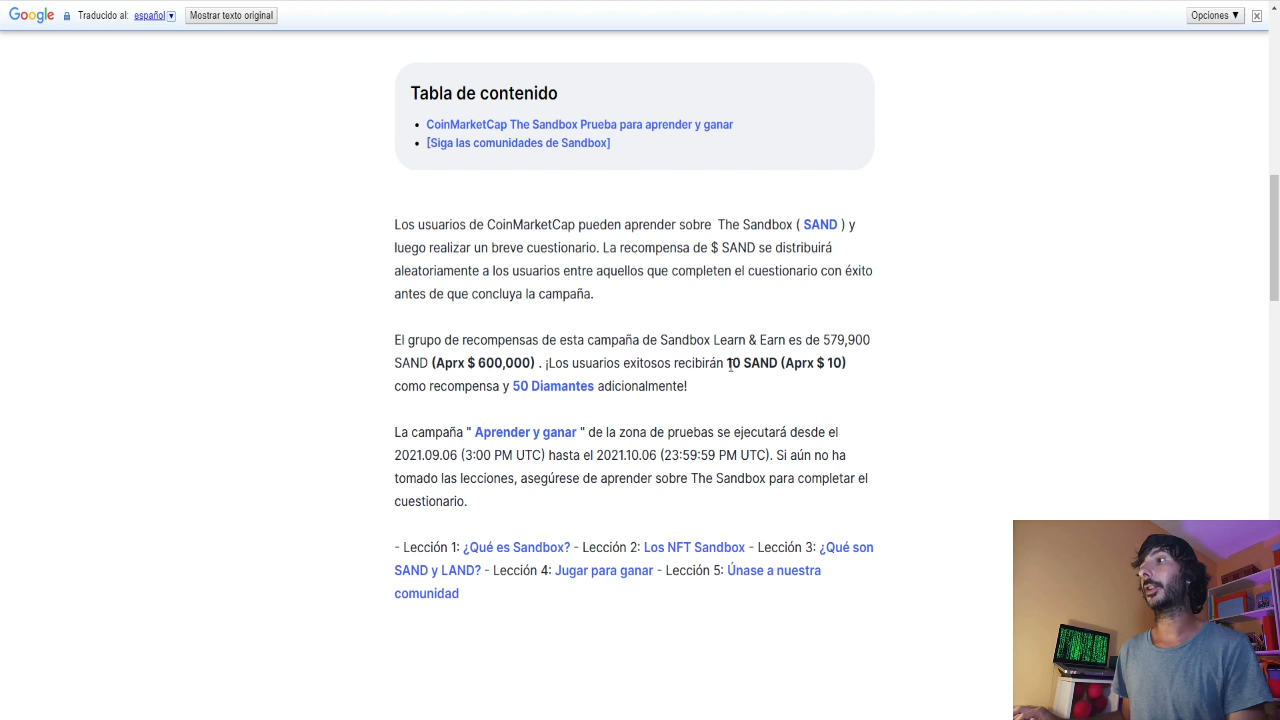 Google Traducido al: español Mostrar texto original Opciones ▼
Tabla de contenido
• CoinMarketCap The Sandbox Prueba para aprender y ganar
• [Siga las comunidades de Sandbox]
Los usuarios de CoinMarketCap pueden aprender sobre The Sandbox ( SAND ) y
luego realizar un breve cuestionario. La recompensa de $ SAND se distribuirá
aleatoriamente a los usuarios entre aquellos que completen el cuestionario con éxito
antes de que concluya la campaña.
El grupo de recompensas de esta campaña de Sandbox Learn & Earn es de 579,900
SAND (Aprx $ 600,000) . ¡Los usuarios exitosos recibirán 10 SAND (Aprx $ 10)
como recompensa y 50 Diamantes adicionalmente!
La campaña " Aprender y ganar " de la zona de pruebas se ejecutará desde el
2021.09.06 (3:00 PM UTC) hasta el 2021.10.06 (23:59:59 PM UTC). Si aún no ha
tomado las lecciones, asegúrese de aprender sobre The Sandbox para completar el
cuestionario.
- Lección 1: ¿Qué es Sandbox? - Lección 2: Los NFT Sandbox - Lección 3: ¿Qué son
SAND y LAND? - Lección 4: Jugar para ganar - Lección 5: Únase a nuestra
comunidad